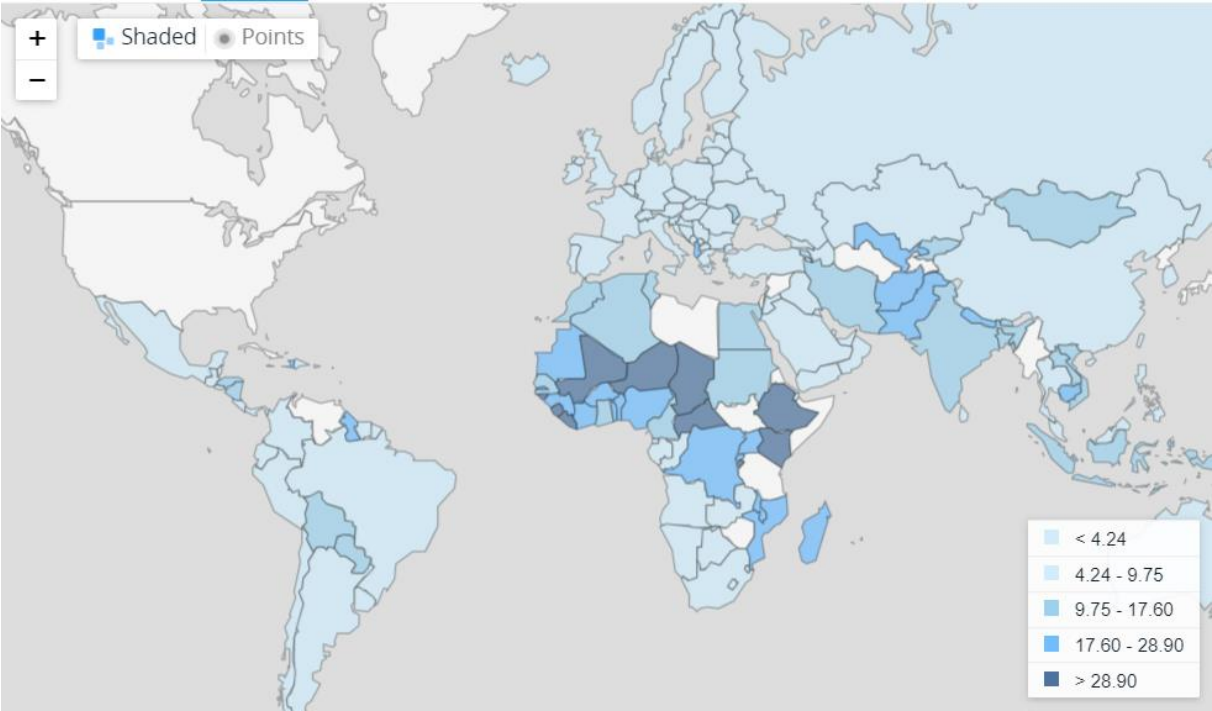 +
Shaded
Points
−
< 4.24
4.24 - 9.75
9.75 - 17.60
17.60 - 28.90
> 28.90